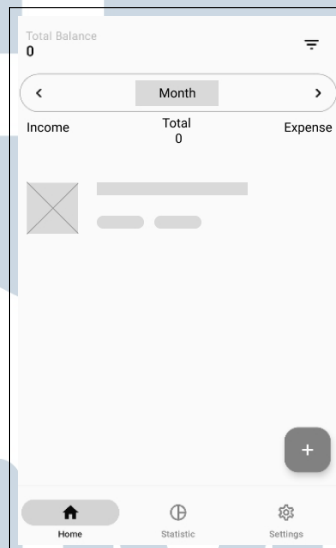 Total Balance
0
Month
Income Total Expense
0
+
Home Statistic Settings